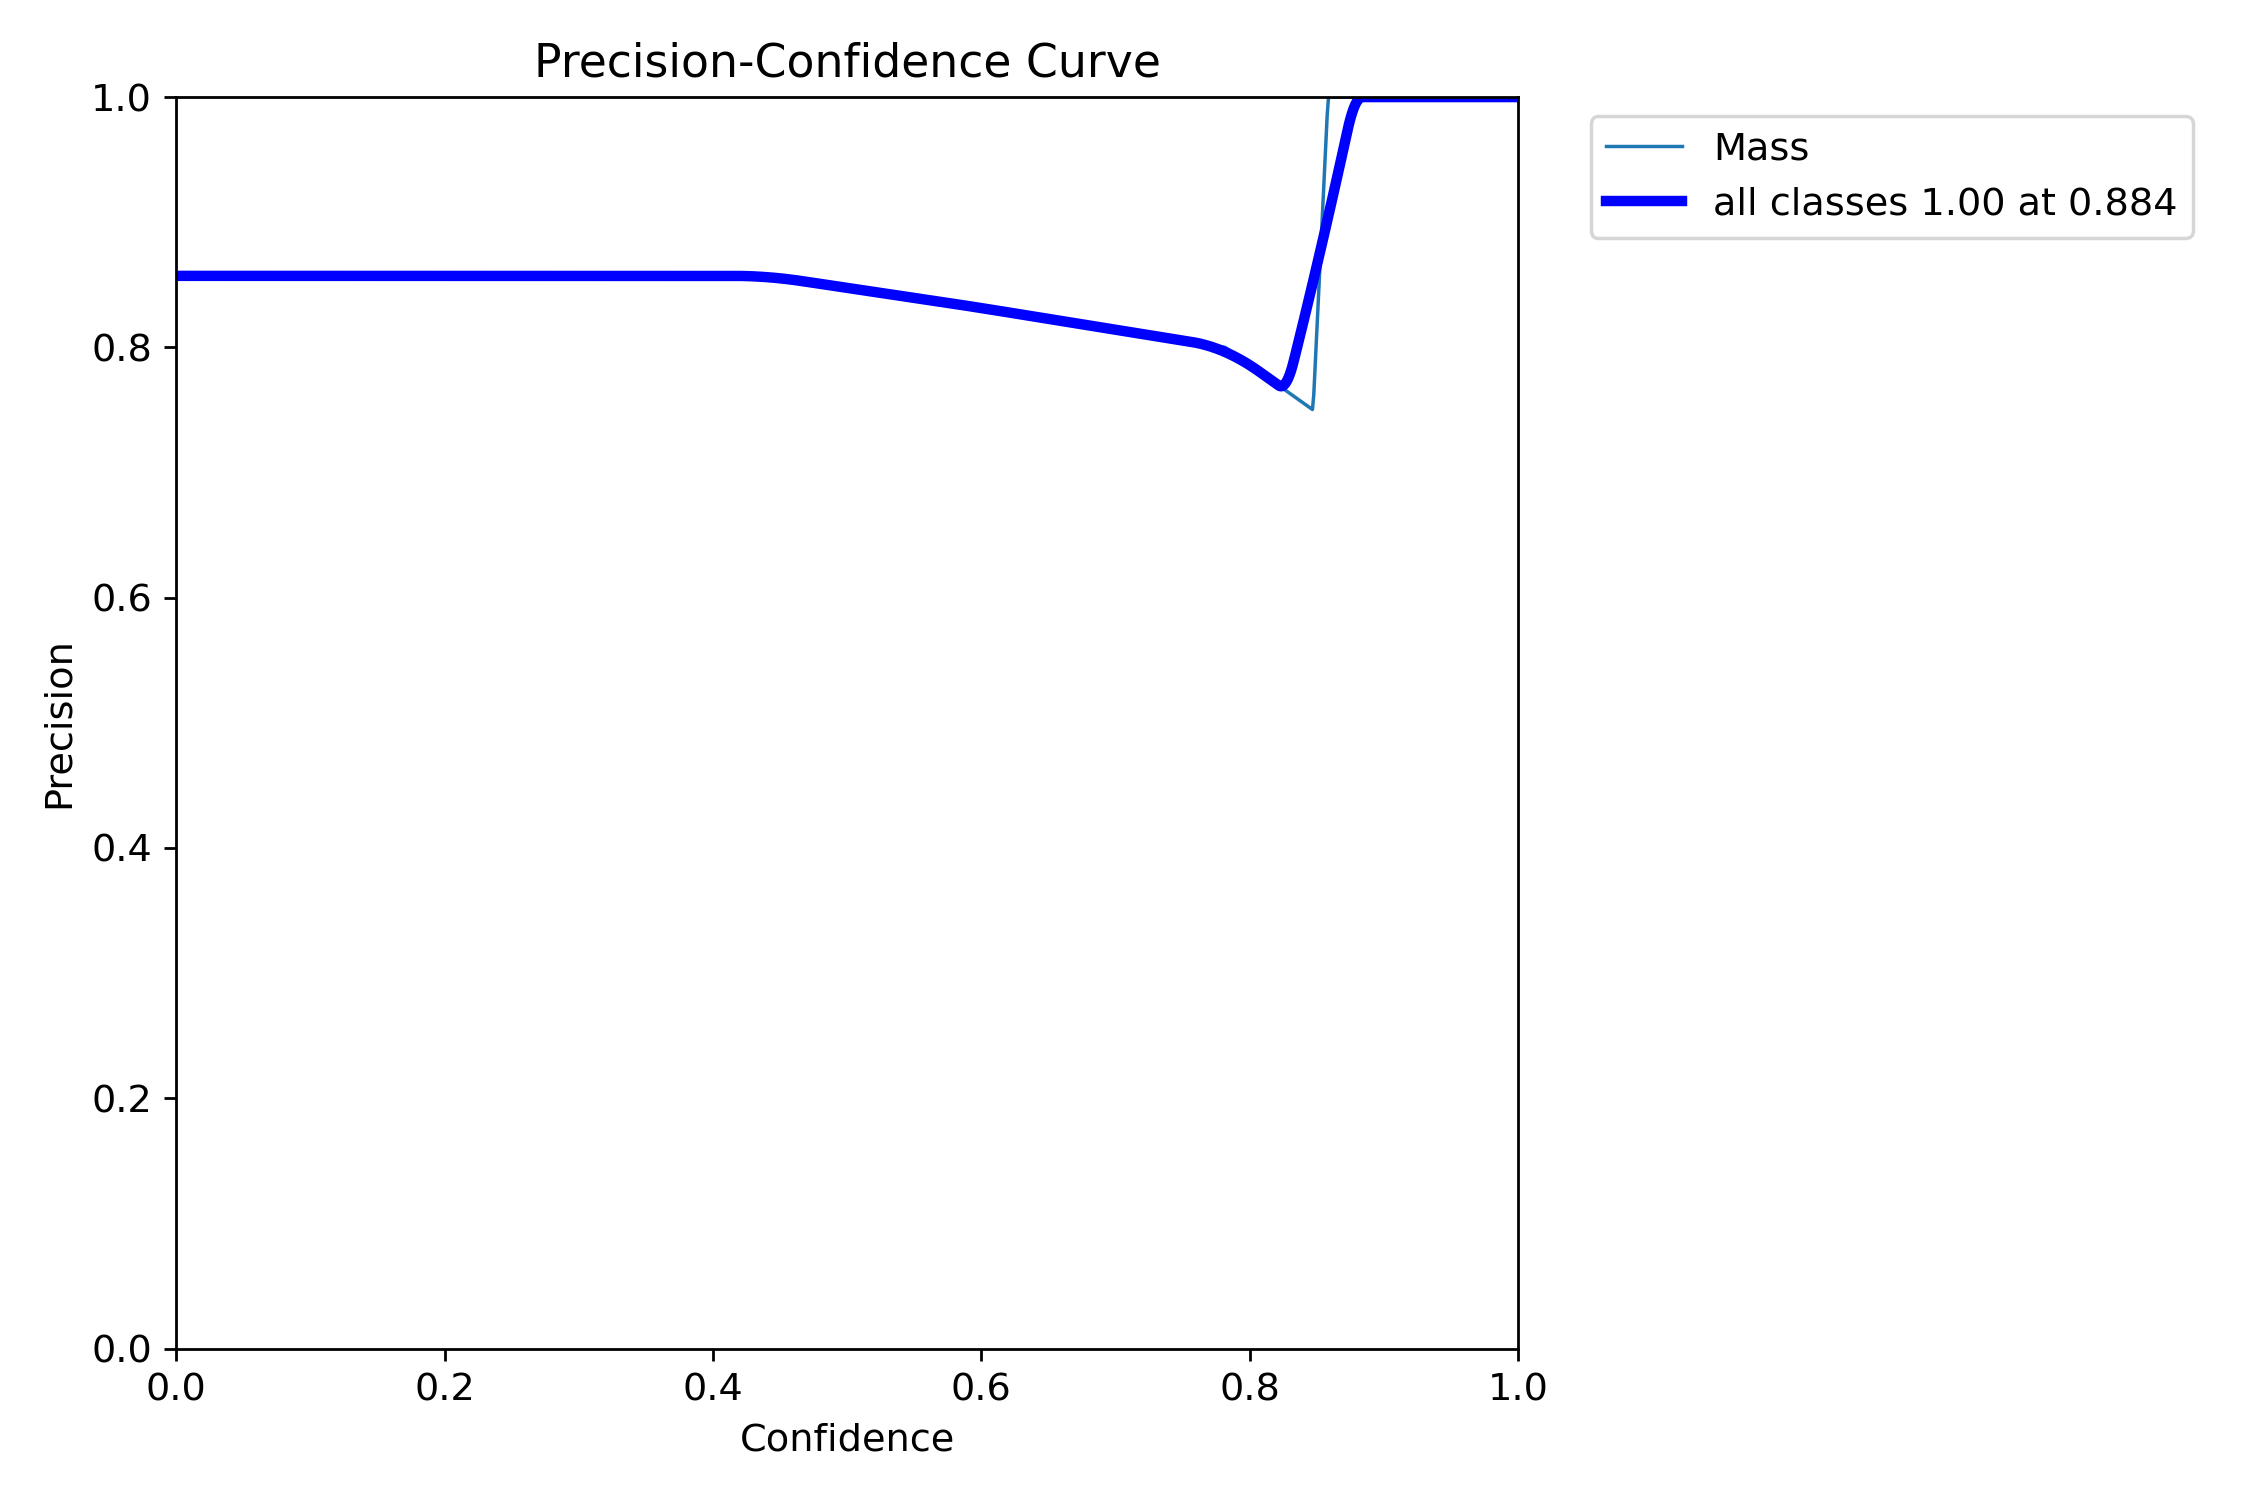 Precision-Confidence Curve
1.0
0.8
0.6
0.4
0.2
0.0
Precision
0.0 0.2 0.4 0.6 0.8 1.0
Confidence
Mass
all classes 1.00 at 0.884